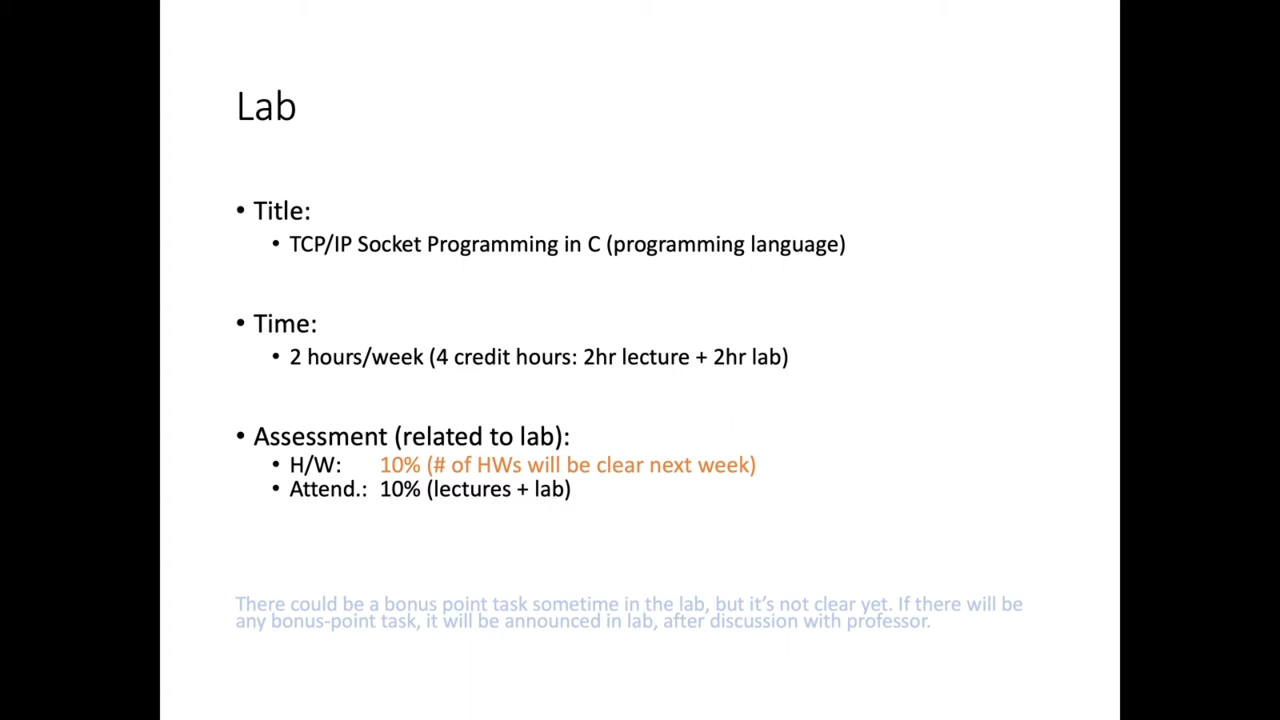 Lab
• Title:
• TCP/IP Socket Programming in C (programming language)
• Time:
• 2 hours/week (4 credit hours: 2hr lecture + 2hr lab)
• Assessment (related to lab):
• H/W: 10% (# of HWs will be clear next week)
• Attend.: 10% (lectures + lab)
There could be a bonus point task sometime in the lab, but it’s not clear yet. If there will be
any bonus-point task, it will be announced in lab, after discussion with professor.